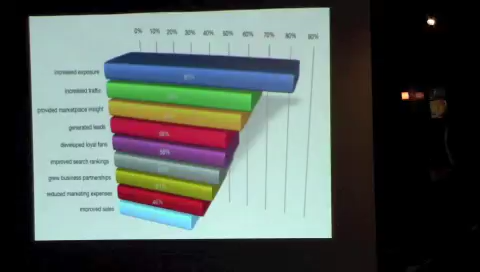 0% 10% 20% 30% 40% 50% 60% 70% 80% 90%
increased exposure
increased traffic
provided marketplace insight
generated leads
developed loyal fans
improved search rankings
grew business partnerships
reduced marketing expenses
improved sales